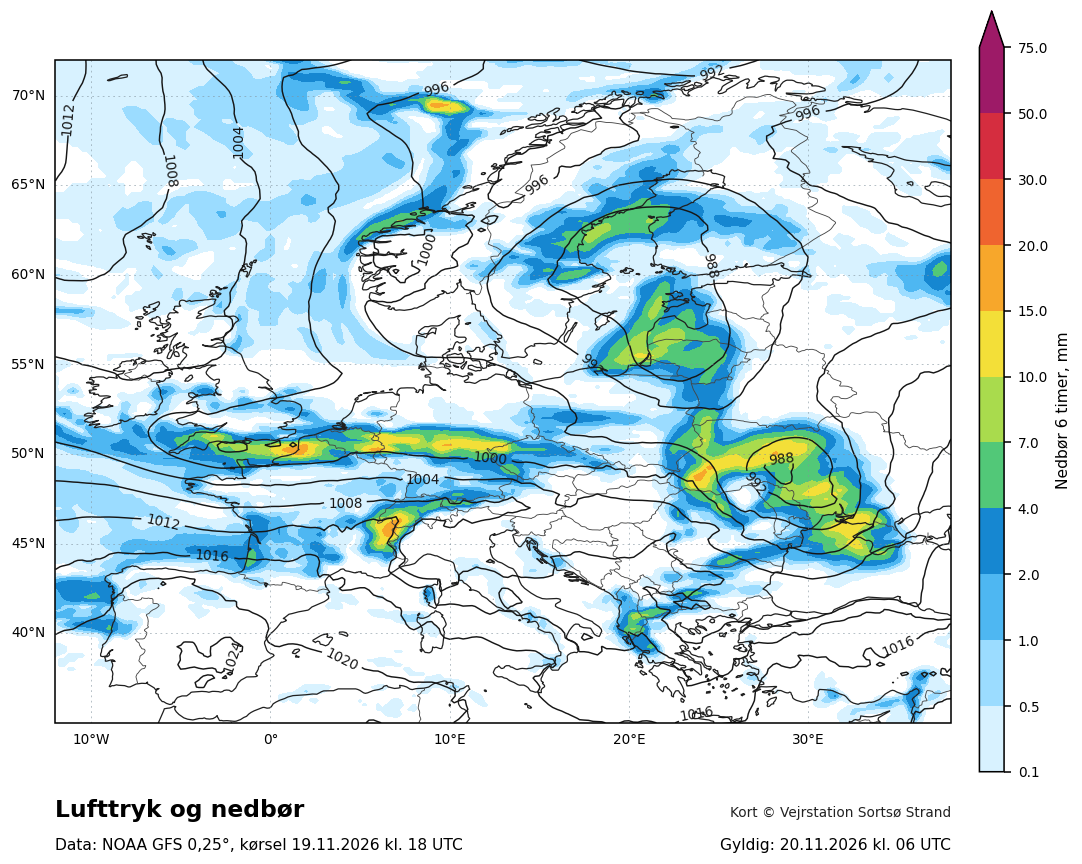 75.0
50.0
30.0
20.0
15.0
10.0
7.0
4.0
2.0
1.0
0.5
0.1
Nedbør 6 timer, mm
70°N
65°N
60°N
55°N
50°N
45°N
40°N
10°W
0°
10°E
20°E
30°E
1012
1008
1004
996
992
996
996
1000
988
992
988
992
1000
1004
1008
1012
1016
1024
1020
1016
1016
Lufttryk og nedbør
Kort © Vejrstation Sortsø Strand
Data: NOAA GFS 0,25°, kørsel 19.11.2026 kl. 18 UTC
Gyldig: 20.11.2026 kl. 06 UTC